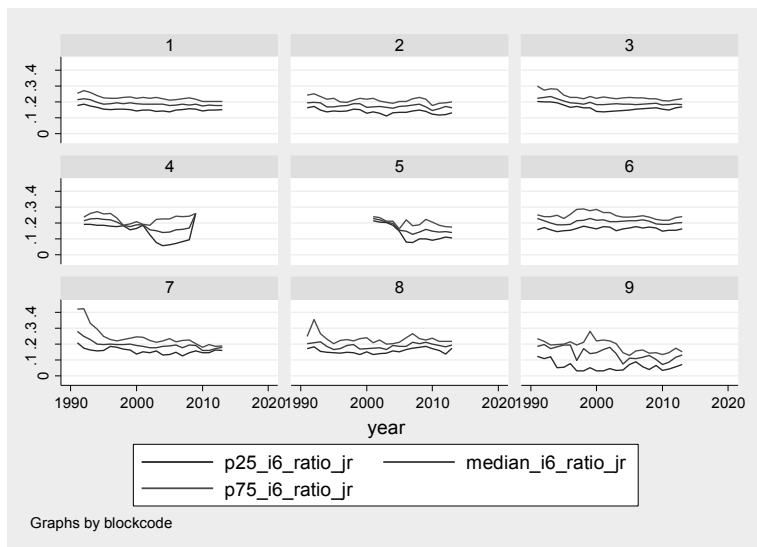 1 2 3
0 .1 .2 .3 .4
4 5 6
0 .1 .2 .3 .4
7 8 9
0 .1 .2 .3 .4
1990 2000 2010 2020 1990 2000 2010 2020 1990 2000 2010 2020
year
p25_i6_ratio_jr median_i6_ratio_jr
p75_i6_ratio_jr
Graphs by blockcode